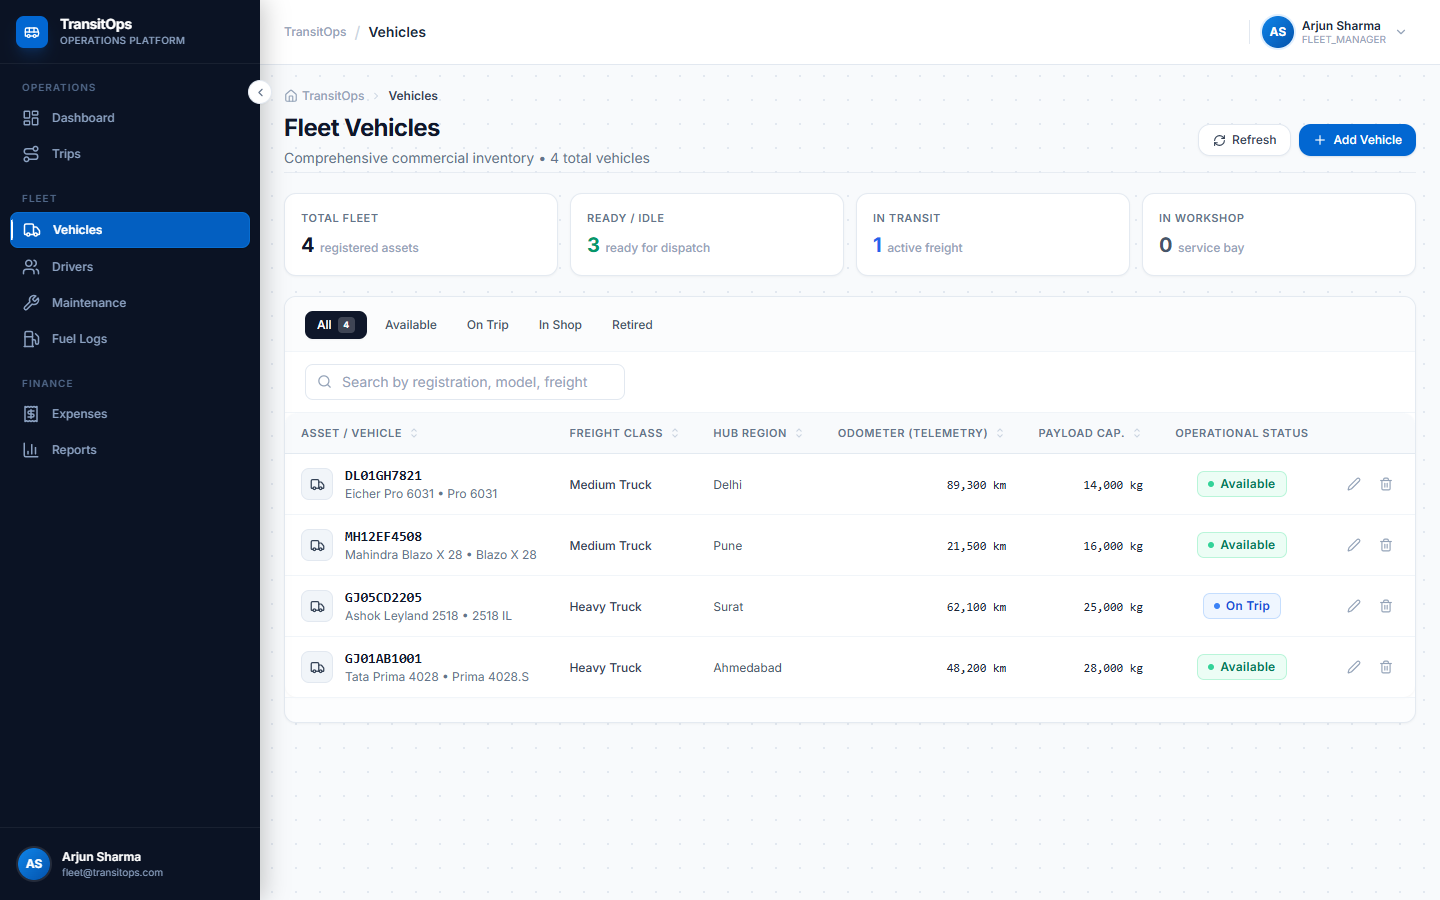 TransitOps
OPERATIONS PLATFORM
OPERATIONS
Dashboard
Trips
FLEET
Vehicles
Drivers
Maintenance
Fuel Logs
FINANCE
Expenses
Reports
AS
Arjun Sharma
fleet@transitops.com
TransitOps / Vehicles
AS
Arjun Sharma
FLEET_MANAGER
TransitOps > Vehicles
Fleet Vehicles
Comprehensive commercial inventory • 4 total vehicles
Refresh
+ Add Vehicle
TOTAL FLEET
4 registered assets
READY / IDLE
3 ready for dispatch
IN TRANSIT
1 active freight
IN WORKSHOP
0 service bay
All 4 Available On Trip In Shop Retired
Search by registration, model, freight
ASSET / VEHICLE FREIGHT CLASS HUB REGION ODOMETER (TELEMETRY) PAYLOAD CAP. OPERATIONAL STATUS
DL01GH7821
Eicher Pro 6031 • Pro 6031
Medium Truck Delhi 89,300 km 14,000 kg Available
MH12EF4508
Mahindra Blazo X 28 • Blazo X 28
Medium Truck Pune 21,500 km 16,000 kg Available
GJ05CD2205
Ashok Leyland 2518 • 2518 IL
Heavy Truck Surat 62,100 km 25,000 kg On Trip
GJ01AB1001
Tata Prima 4028 • Prima 4028.S
Heavy Truck Ahmedabad 48,200 km 28,000 kg Available